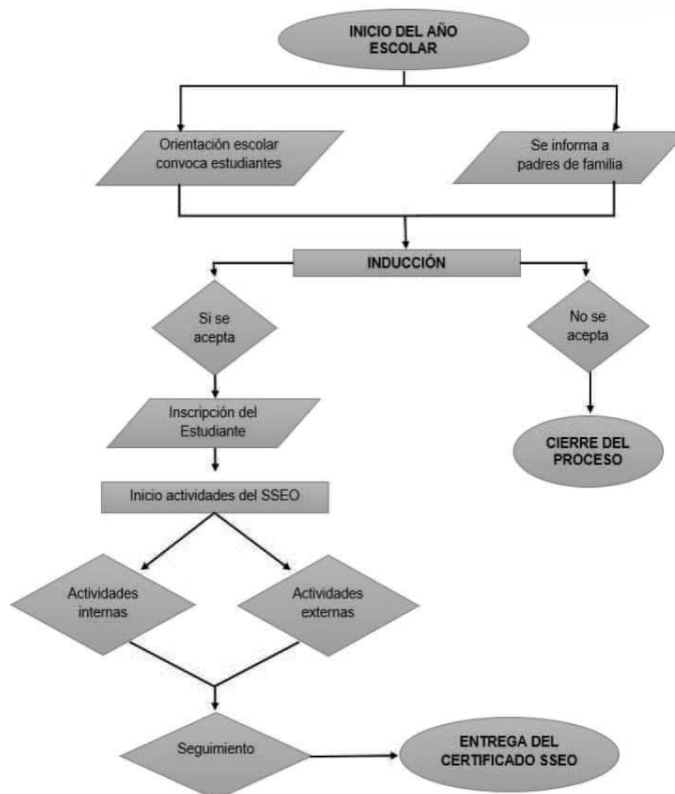 INICIO DEL AÑO
ESCOLAR
Orientación escolar
convoca estudiantes
Se informa a
padres de familia
INDUCCIÓN
Si se
acepta
No se
acepta
Inscripción del
Estudiante
CIERRE DEL
PROCESO
Inicio actividades del SSEO
Actividades
internas
Actividades
externas
Seguimiento
ENTREGA DEL
CERTIFICADO SSEO